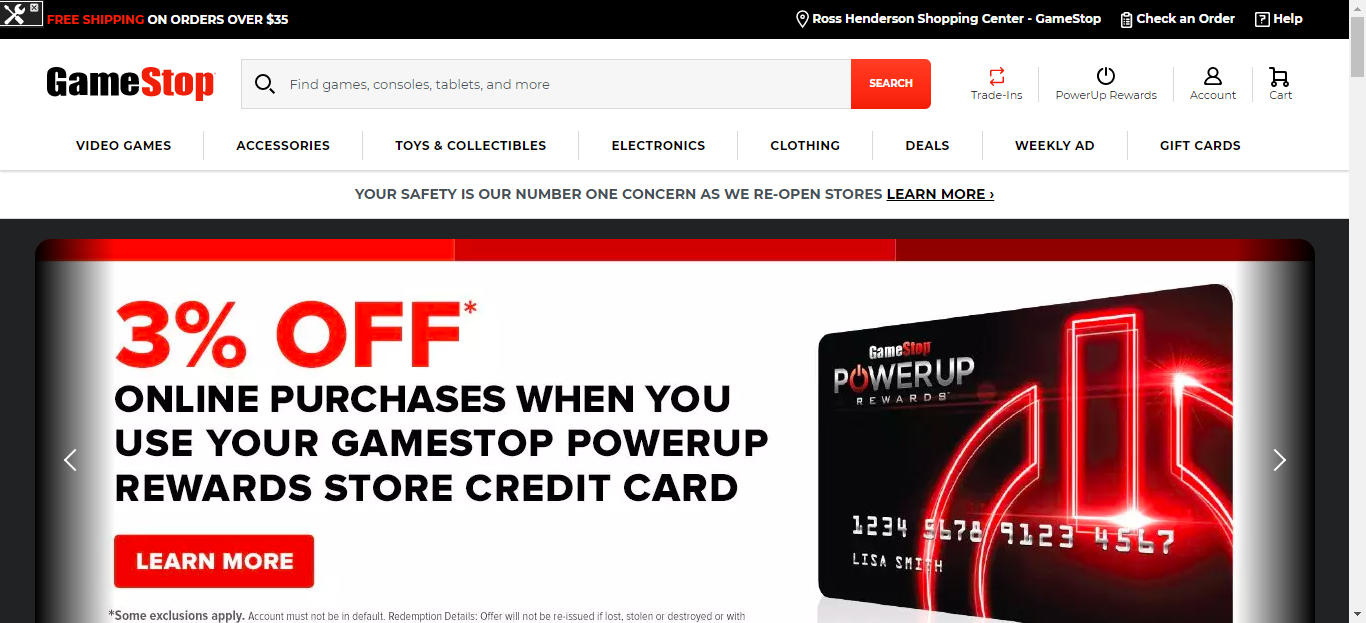 FREE SHIPPING ON ORDERS OVER $35
Ross Henderson Shopping Center - GameStop
Check an Order
Help
GameStop
Find games, consoles, tablets, and more
SEARCH
Trade-Ins
PowerUp Rewards
Account
Cart
VIDEO GAMES
ACCESSORIES
TOYS & COLLECTIBLES
ELECTRONICS
CLOTHING
DEALS
WEEKLY AD
GIFT CARDS
YOUR SAFETY IS OUR NUMBER ONE CONCERN AS WE RE-OPEN STORES LEARN MORE ›
3% OFF*
ONLINE PURCHASES WHEN YOU
USE YOUR GAMESTOP POWERUP
REWARDS STORE CREDIT CARD
LEARN MORE
*Some exclusions apply. Account must not be in default. Redemption Details: Offer will not be re-issued if lost, stolen or destroyed or with
GameStop
POWERUP
REWARDS
1234 5678 9123 4567
LISA SMITH